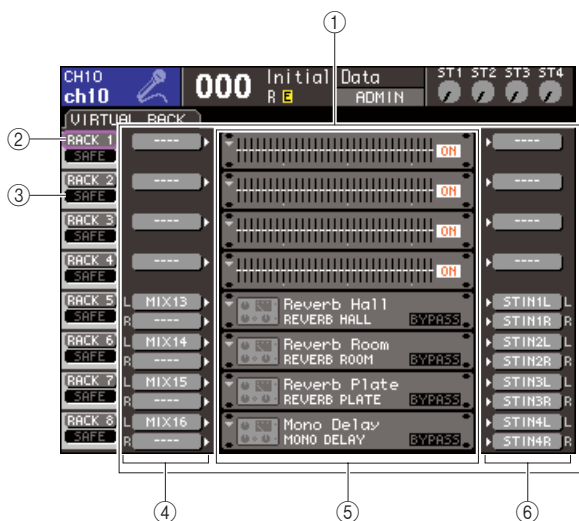 ①
CH10
ch10
000
Initial Data
R E ADMIN
ST1 ST2 ST3 ST4
VIRTUAL RACK
② RACK 1
SAFE
----
ON
----
③ RACK 2
SAFE
----
ON
----
RACK 3
SAFE
----
ON
----
RACK 4
SAFE
----
ON
----
RACK 5
SAFE
L MIX13
R ----
Reverb Hall
REVERB HALL BYPASS
STIN1L L
STIN1R R
RACK 6
SAFE
L MIX14
R ----
Reverb Room
REVERB ROOM BYPASS
STIN2L L
STIN2R R
RACK 7
SAFE
L MIX15
R ----
Reverb Plate
REVERB PLATE BYPASS
STIN3L L
STIN3R R
RACK 8
SAFE
L MIX16
R ----
Mono Delay
MONO DELAY BYPASS
STIN4L L
STIN4R R
④ ⑤ ⑥